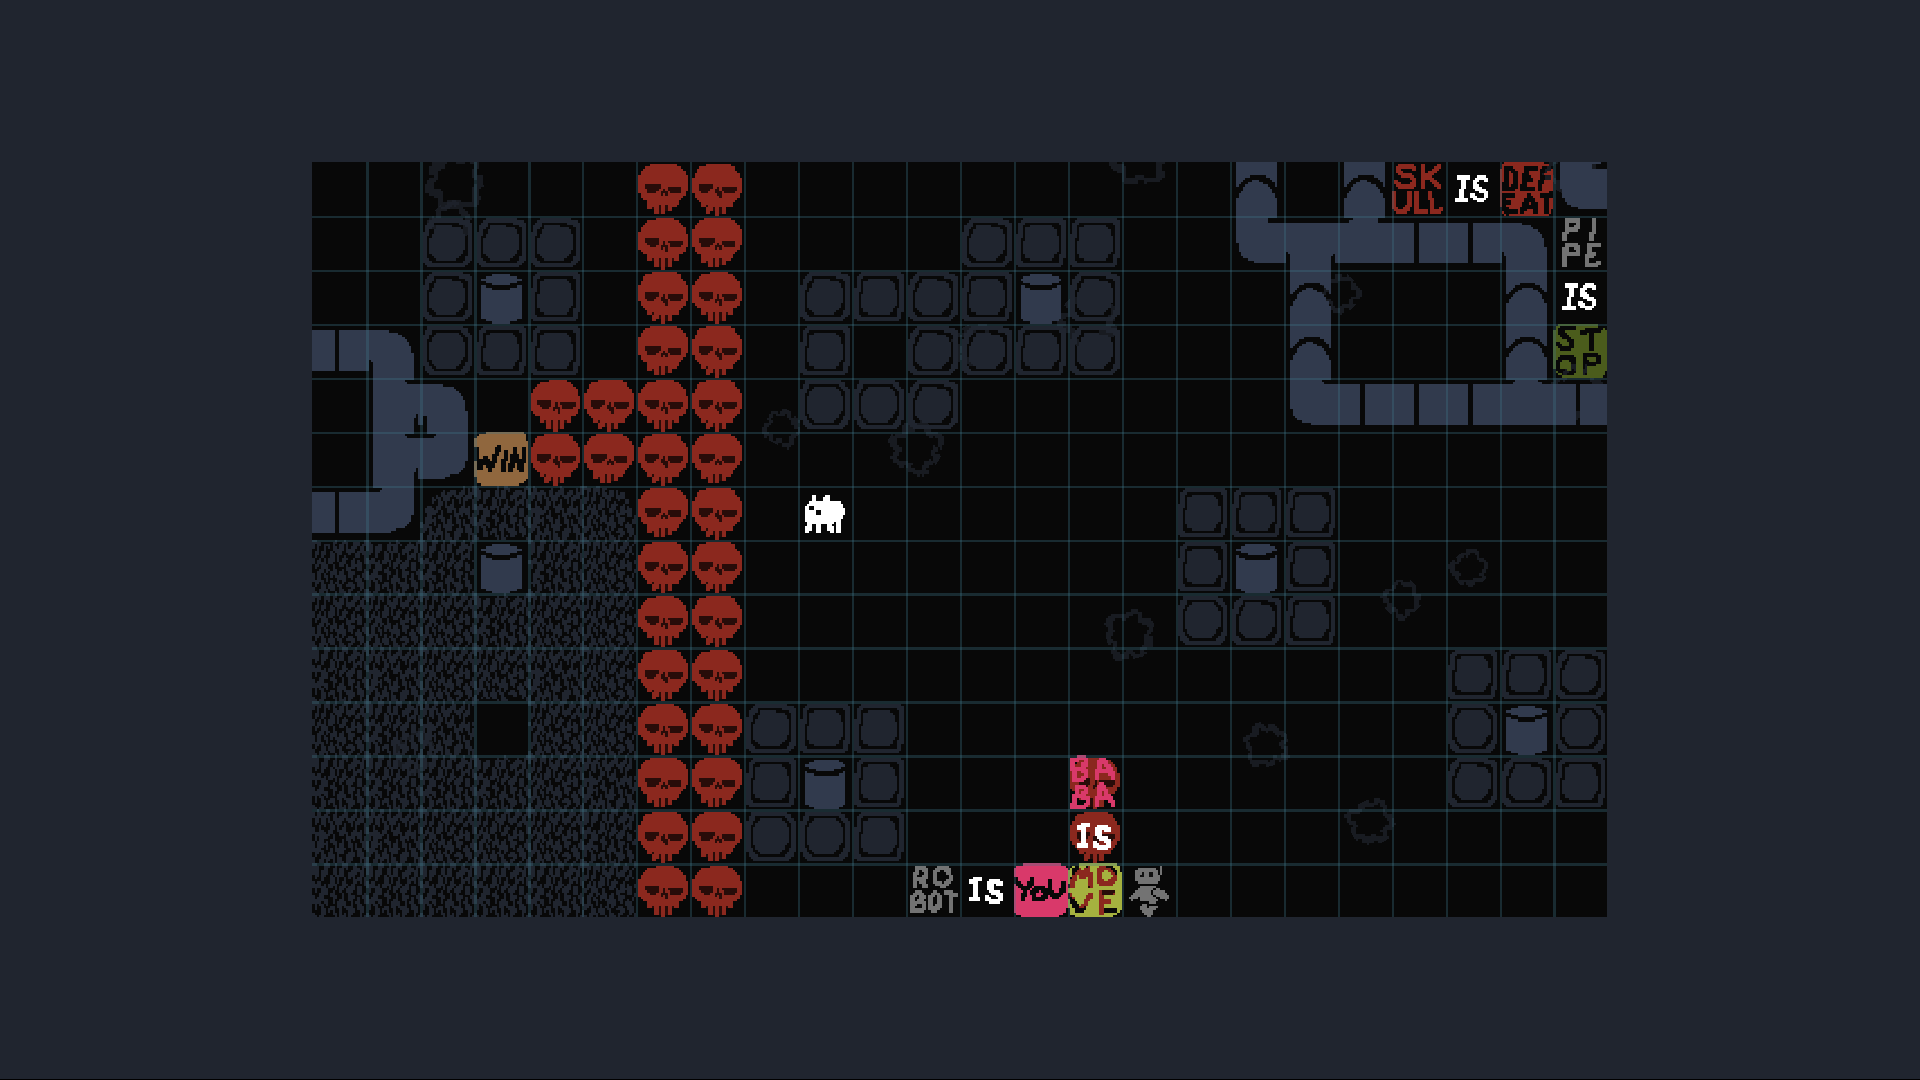 SKULL IS DEFEAT
PIPE
IS
STOP
WIN
BABA
IS
ROBOT IS YOU MOVE